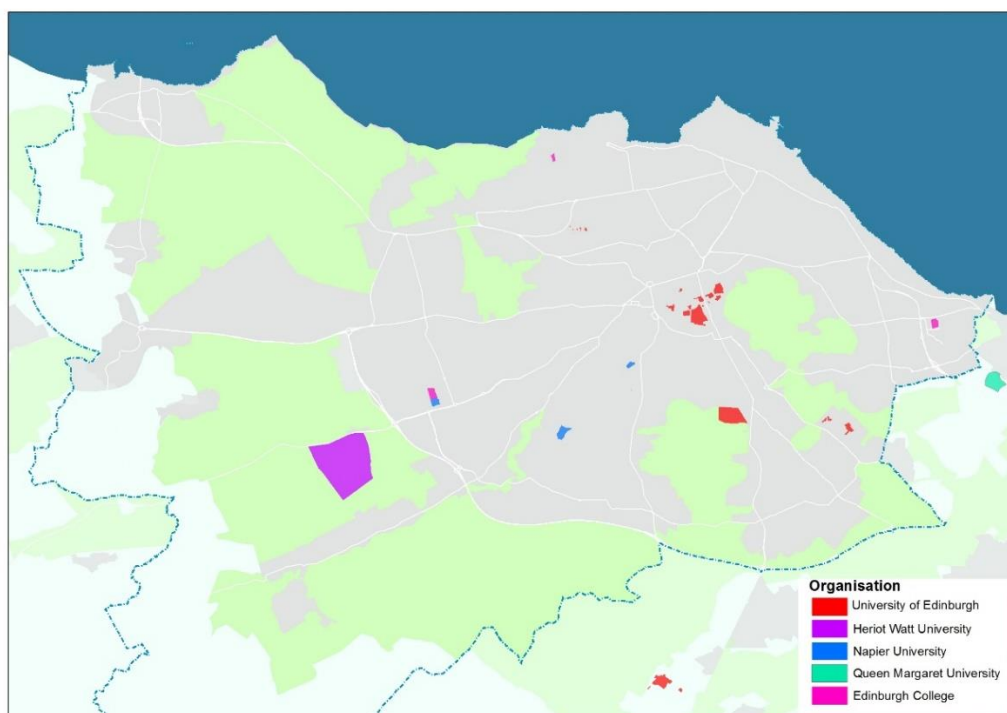 Organisation
University of Edinburgh
Heriot Watt University
Napier University
Queen Margaret University
Edinburgh College